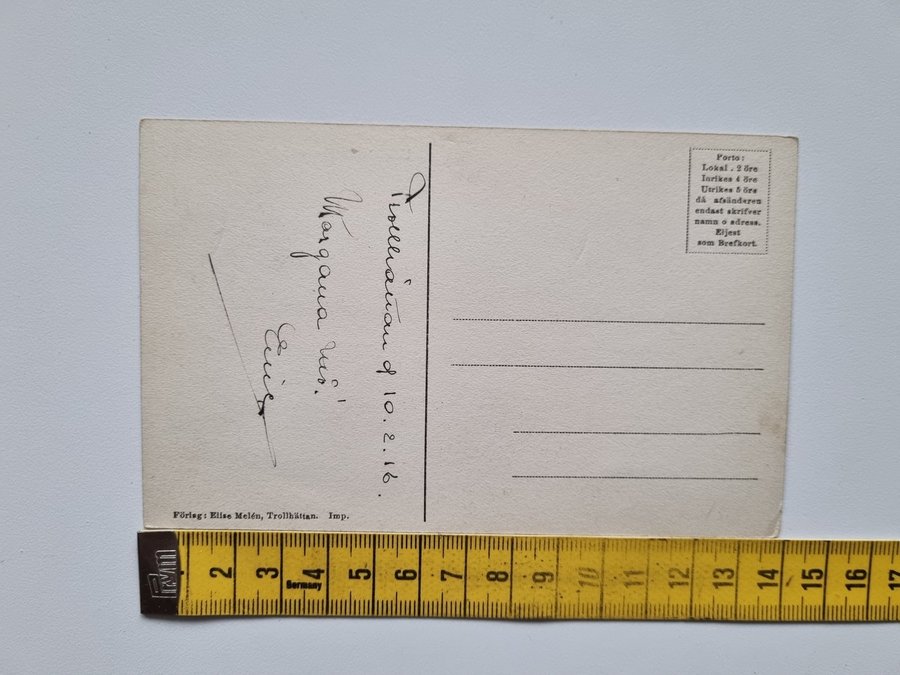 Trollhättan d 10.2.16.
Porto:
Lokal . 2 öre
Inrikes 4 öre
Utrikes 5 öre
då afsänderen
endast skrifver
namn o adress.
Eljest
som Brefkort.
Förlag: Elise Melén, Trollhättan. Imp.
2 3 4 5 6 7 8 9 10 11 12 13 14 15 16 17
Germany